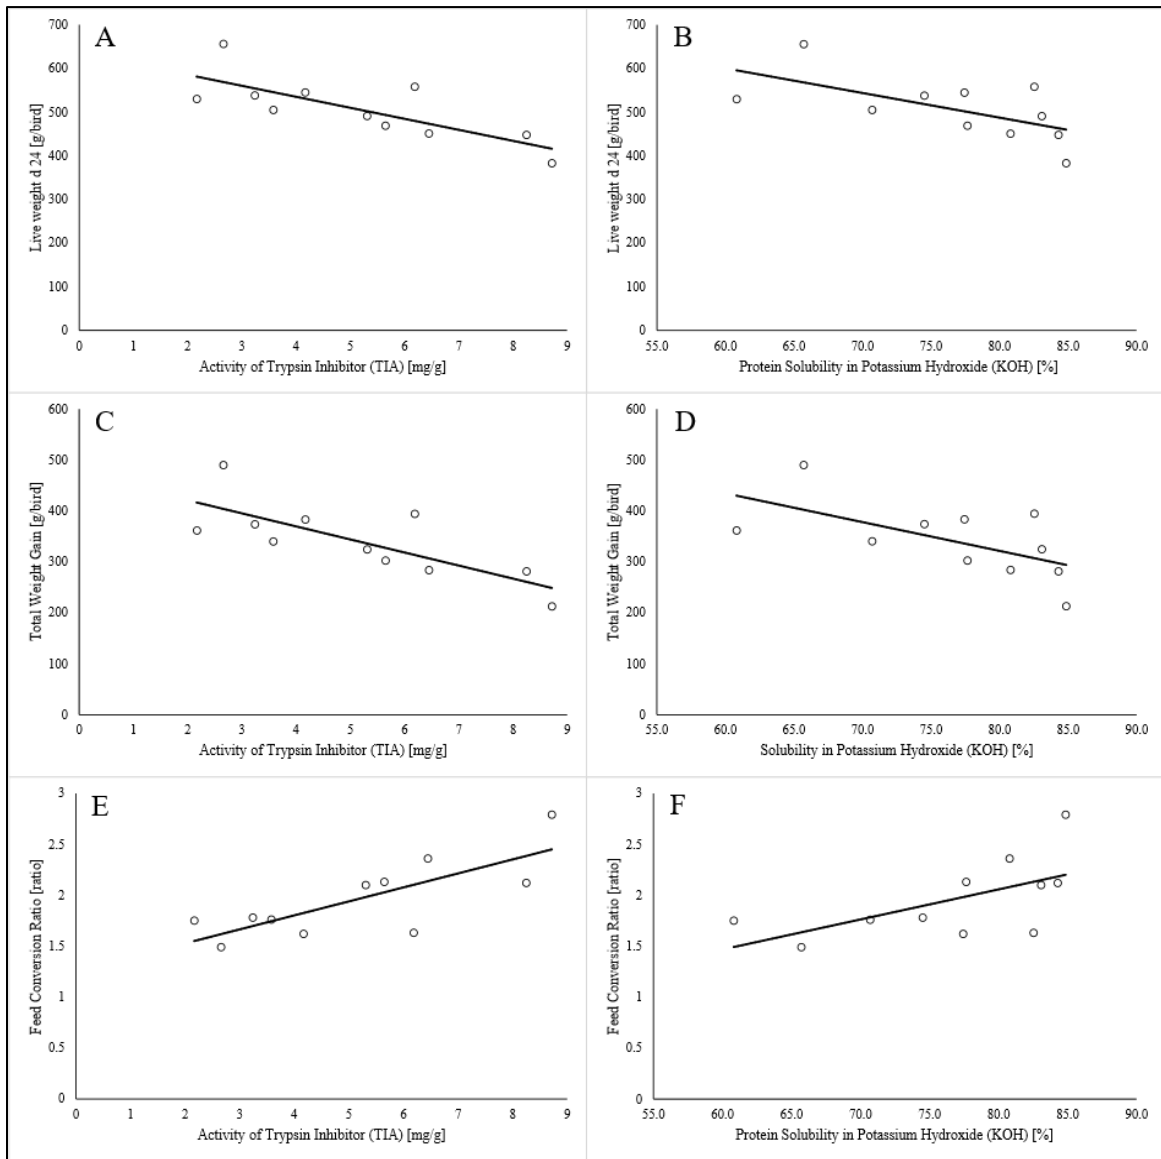 A
700
600
500
400
300
200
100
0
Live weight d 24 [g/bird]
0 1 2 3 4 5 6 7 8 9
Activity of Trypsin Inhibitor (TIA) [mg/g]
B
700
600
500
400
300
200
100
0
Live weight d 24 [g/bird]
55.0 60.0 65.0 70.0 75.0 80.0 85.0 90.0
Protein Solubility in Potassium Hydroxide (KOH) [%]
C
600
500
400
300
200
100
0
Total Weight Gain [g/bird]
0 1 2 3 4 5 6 7 8 9
Activity of Trypsin Inhibitor (TIA) [mg/g]
D
600
500
400
300
200
100
0
Total Weight Gain [g/bird]
55.0 60.0 65.0 70.0 75.0 80.0 85.0 90.0
Solubility in Potassium Hydroxide (KOH) [%]
E
3
2.5
2
1.5
1
0.5
0
Feed Conversion Ratio [ratio]
0 1 2 3 4 5 6 7 8 9
Activity of Trypsin Inhibitor (TIA) [mg/g]
F
3
2.5
2
1.5
1
0.5
0
Feed Conversion Ratio [ratio]
55.0 60.0 65.0 70.0 75.0 80.0 85.0 90.0
Protein Solubility in Potassium Hydroxide (KOH) [%]